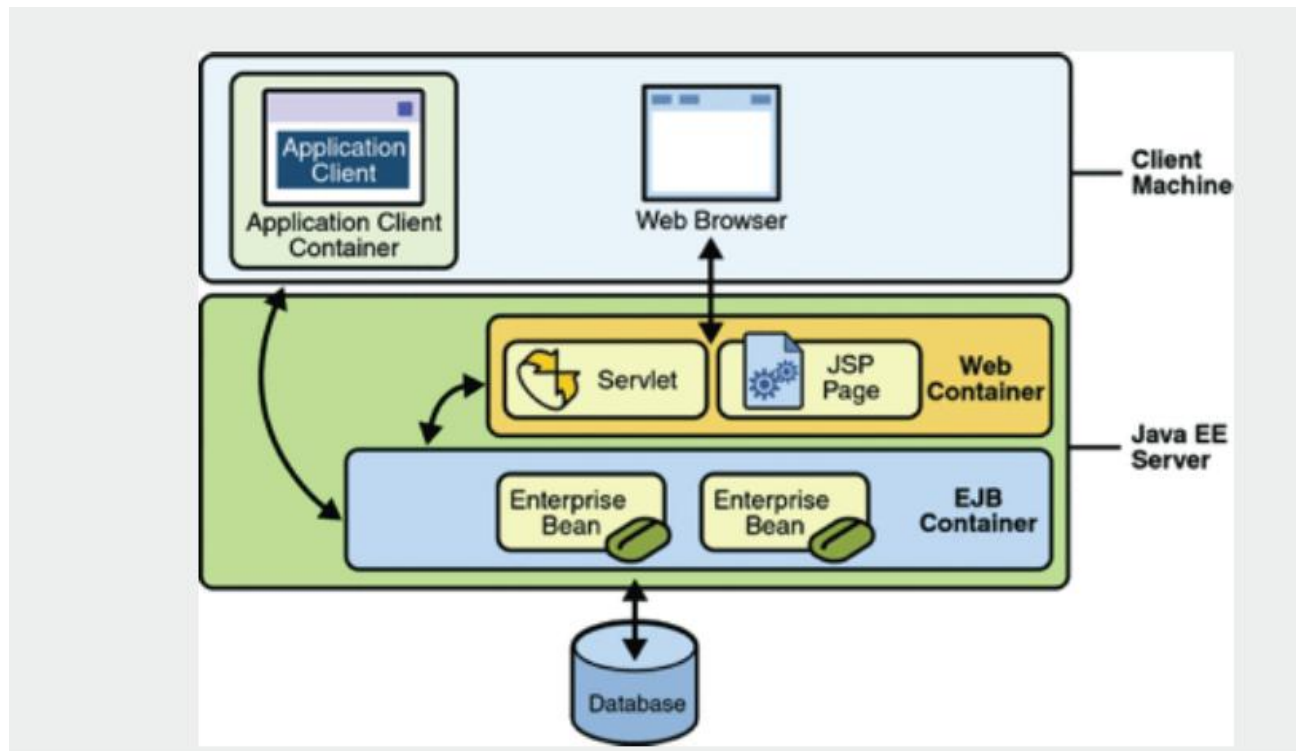 Application
Client
Application Client
Container
Web Browser
Client
Machine
Servlet
JSP
Page
Web
Container
Java EE
Server
Enterprise
Bean
Enterprise
Bean
EJB
Container
Database